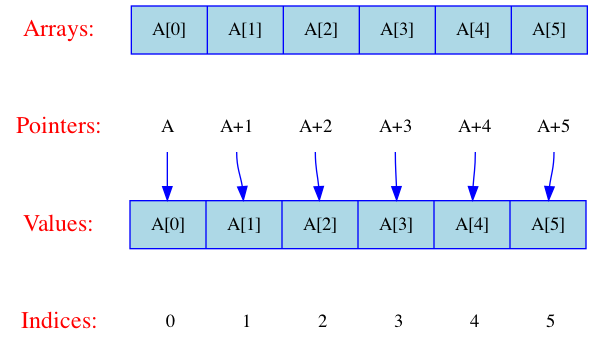 Arrays: A[0] A[1] A[2] A[3] A[4] A[5]
Pointers: A A+1 A+2 A+3 A+4 A+5
Values: A[0] A[1] A[2] A[3] A[4] A[5]
Indices: 0 1 2 3 4 5